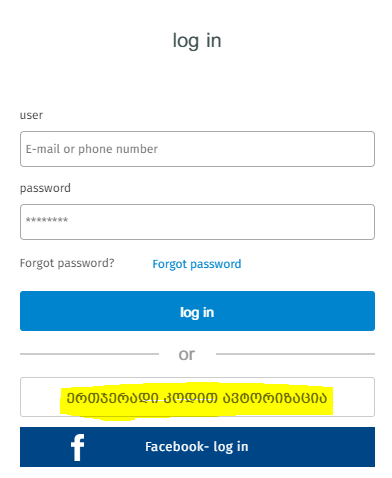 log in
user
E-mail or phone number
password
********
Forgot password? Forgot password
log in
or
ერთჯერადი კოდით ავტორიზაცია
f Facebook- log in